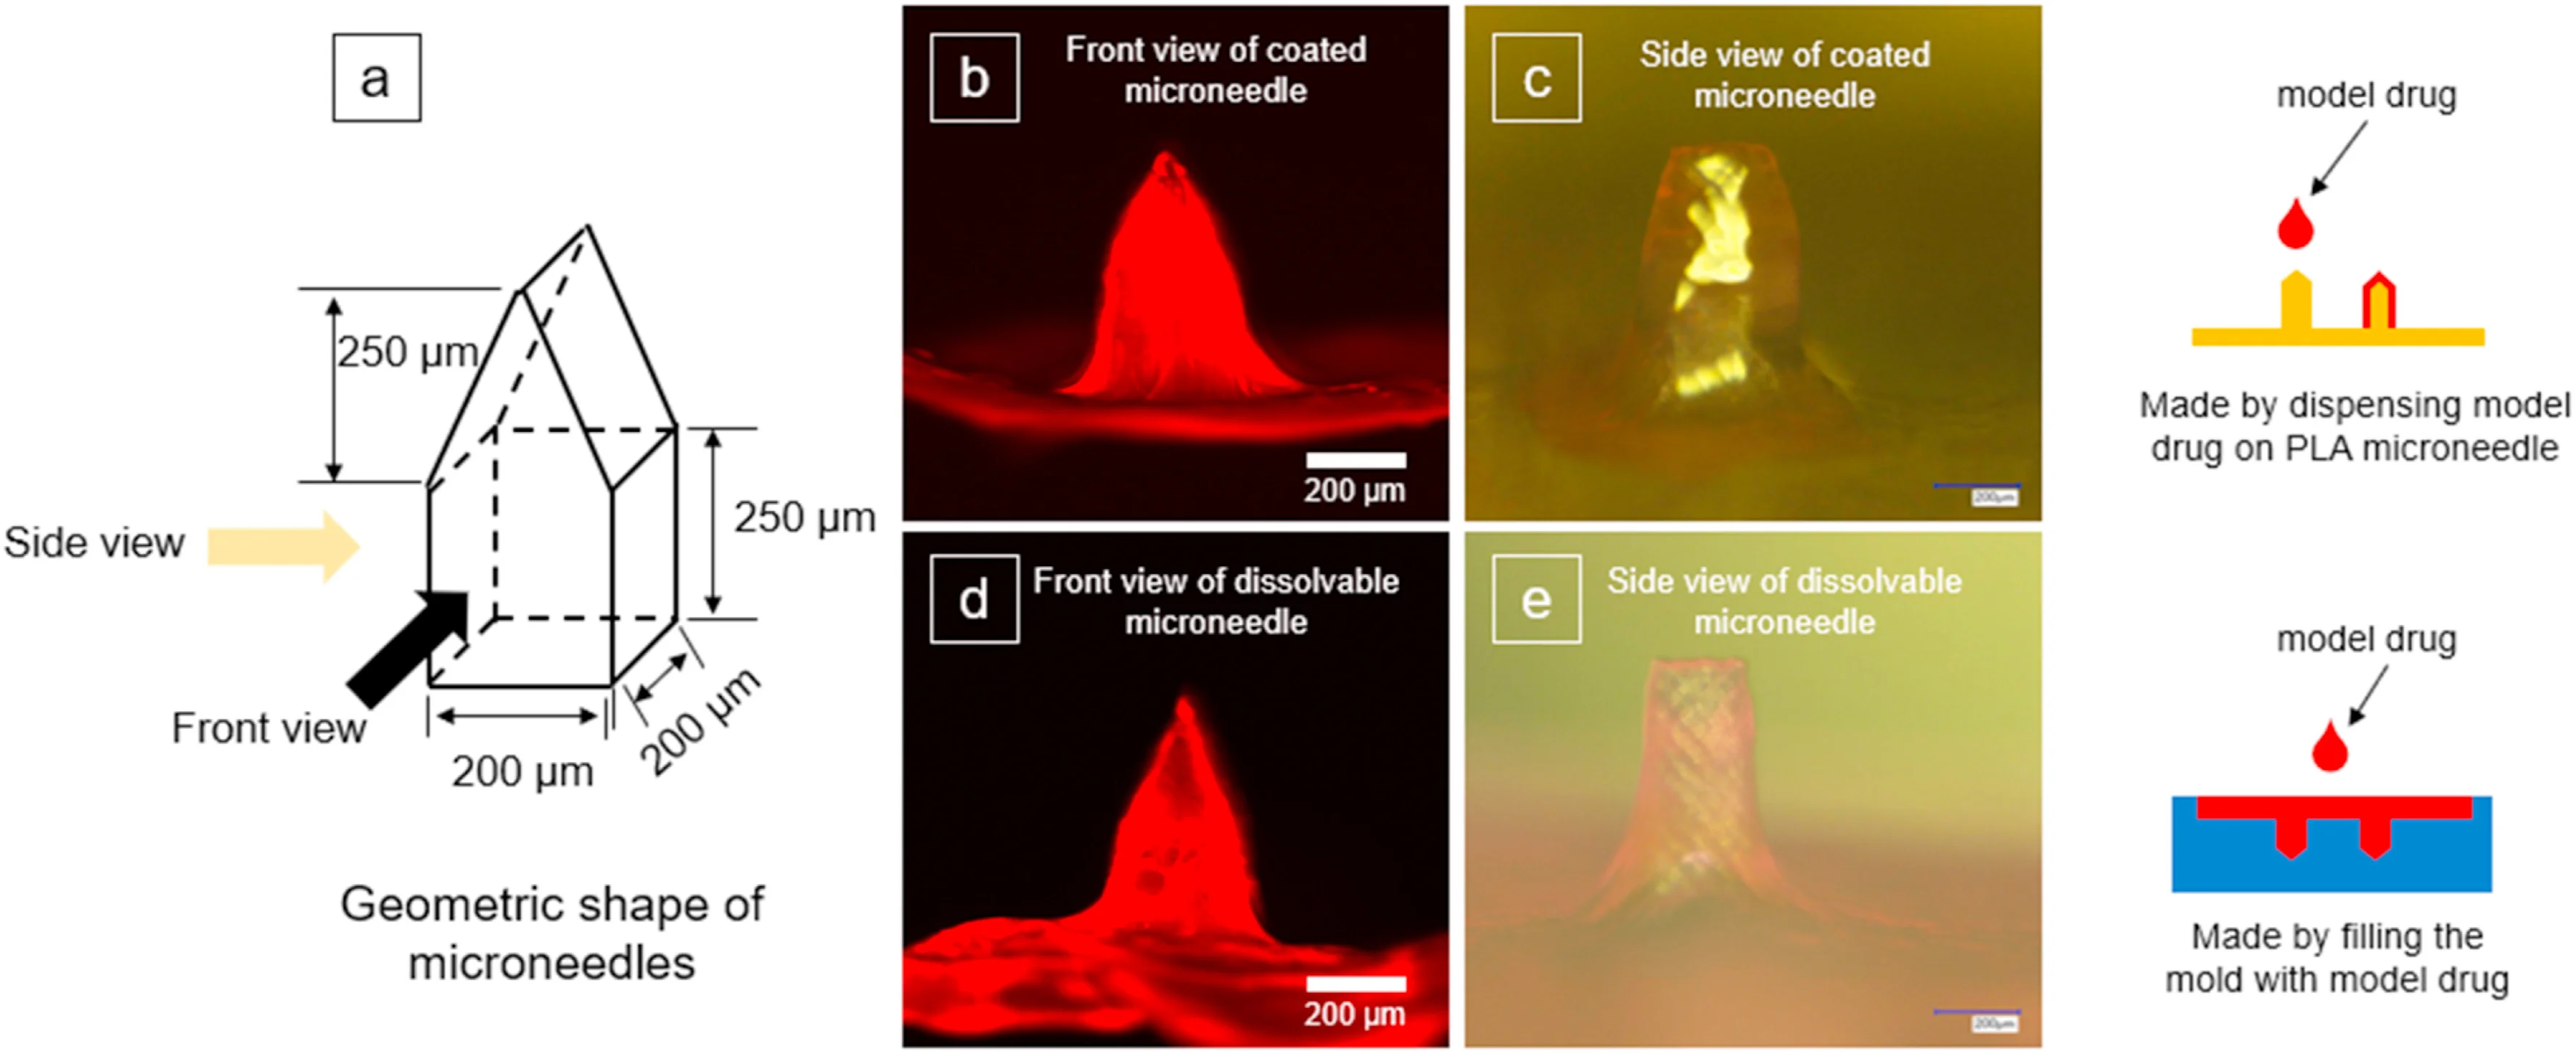 a
250 µm
250 µm
Side view
Front view
200 µm
200 µm
Geometric shape of
microneedles
b
Front view of coated
microneedle
200 µm
c
Side view of coated
microneedle
200µm
d
Front view of dissolvable
microneedle
200 µm
e
Side view of dissolvable
microneedle
200µm
model drug
Made by dispensing model
drug on PLA microneedle
model drug
Made by filling the
mold with model drug